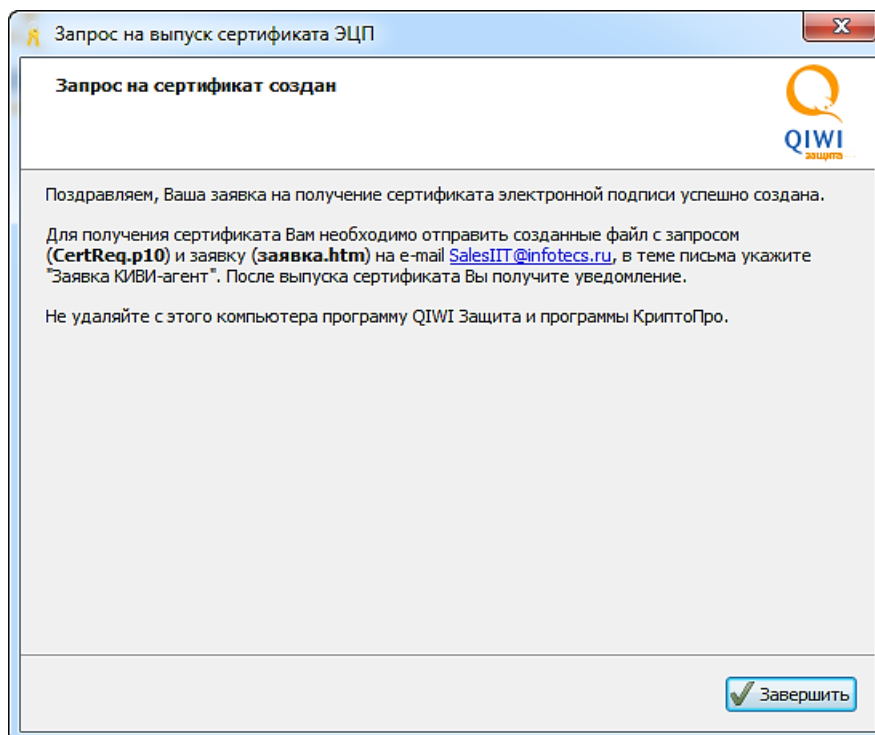 Запрос на выпуск сертификата ЭЦП
Запрос на сертификат создан
QIWI
защита
Поздравляем, Ваша заявка на получение сертификата электронной подписи успешно создана.
Для получения сертификата Вам необходимо отправить созданные файл с запросом
(CertReq.p10) и заявку (заявка.htm) на e-mail SalesIIT@infotecs.ru, в теме письма укажите
"Заявка КИВИ-агент". После выпуска сертификата Вы получите уведомление.
Не удаляйте с этого компьютера программу QIWI Защита и программы КриптоПро.
Завершить